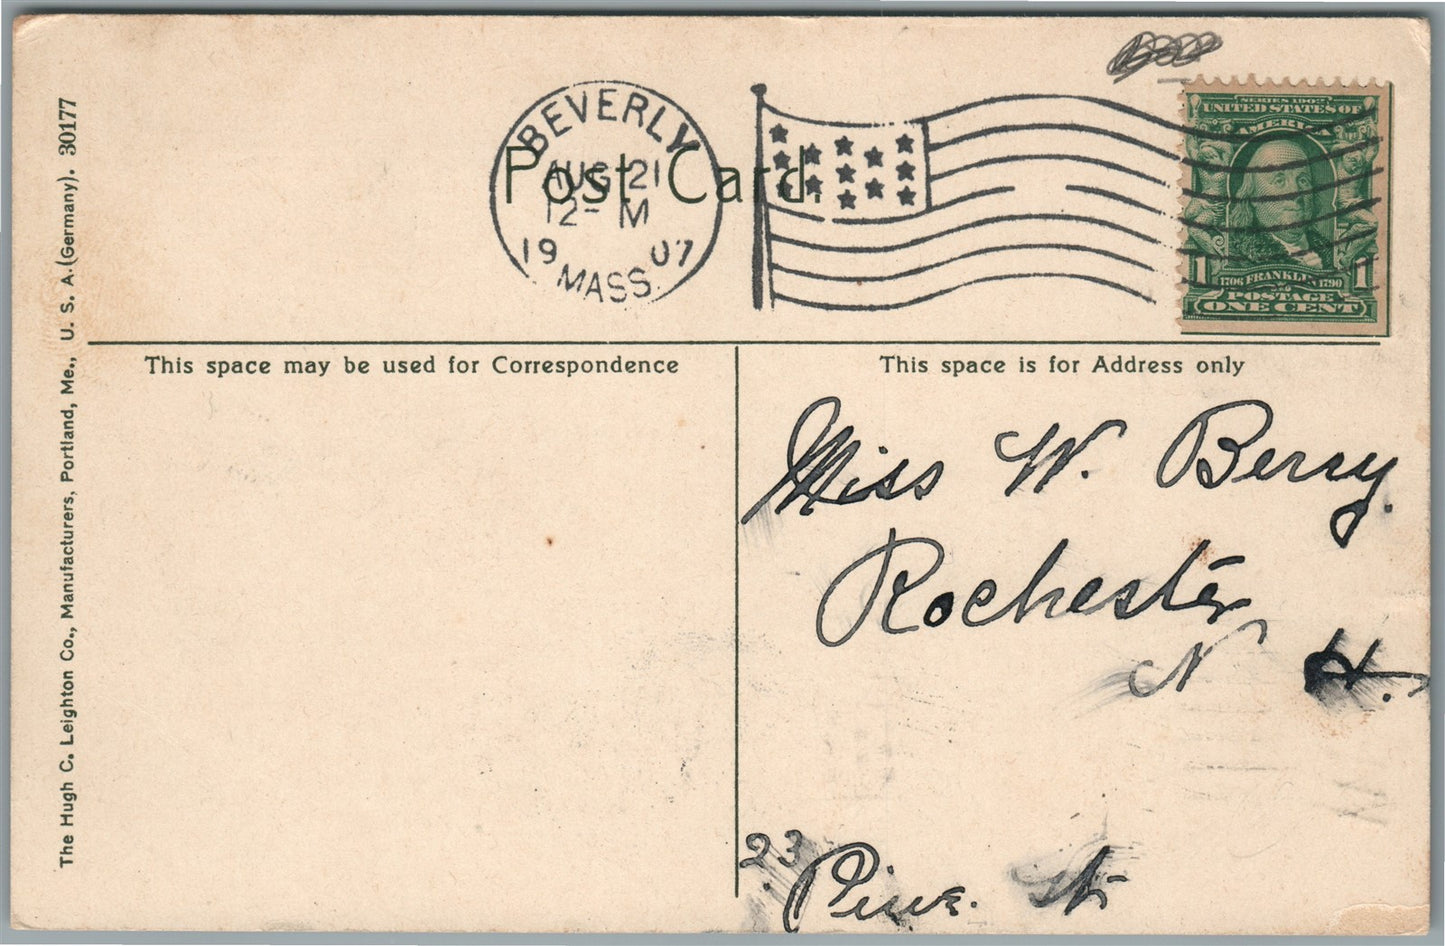 BEVERLY
AUG 21
12- M
19 07
MASS.
Post Card.
SERIES 1902
UNITED STATES OF
AMERICA
1 1706 FRANKLIN 1790 1
POSTAGE
ONE CENT
The Hugh C. Leighton Co., Manufacturers, Portland, Me., U. S. A. (Germany). 30177
This space may be used for Correspondence
This space is for Address only
Miss W. Berry.
Rochester
N H.
23 Pine. St